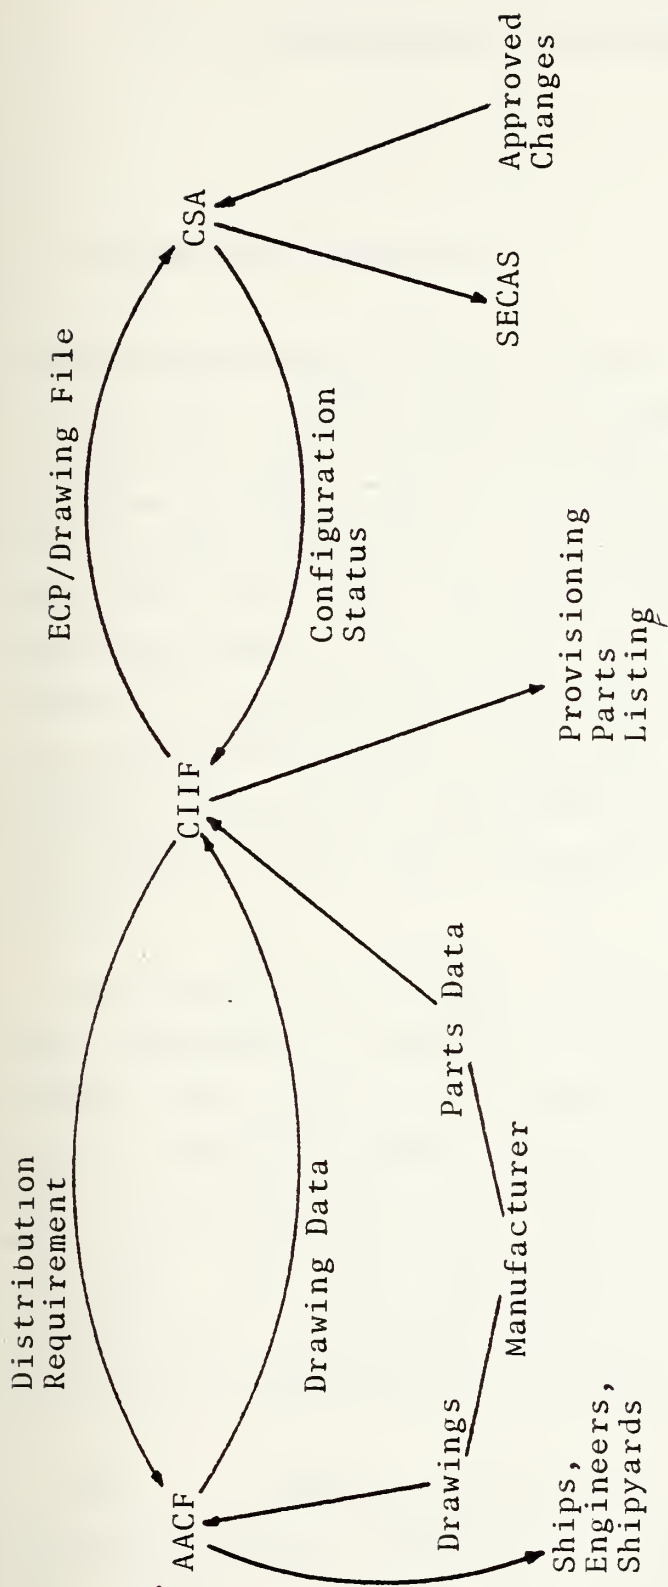 Distribution
Requirement
ECP/Drawing File
AACF
CIIF
CSA
Drawing Data
Configuration
Status
Drawings
Manufacturer
Parts Data
Ships,
Engineers,
Shipyards
Provisioning
Parts
Listing
SECAS
Approved
Changes